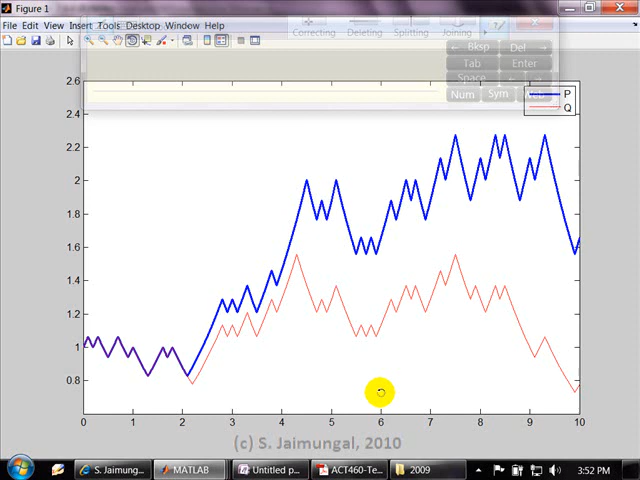 Figure 1
File Edit View Insert Tools Desktop Window Help
Correcting Deleting Splitting Joining
← Bksp Del →
Tab Enter
Space ← →
Num Sym
P
Q
2.6
2.4
2.2
2
1.8
1.6
1.4
1.2
1
0.8
0 1 2 3 4 5 6 7 8 9 10
(c) S. Jaimungal, 2010
S. Jaimung... MATLAB Untitled p... ACT460-Te... 2009 3:52 PM